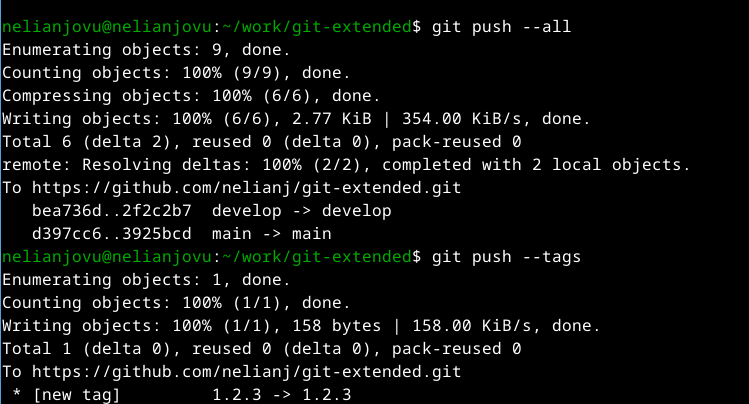 nelianjovu@nelianjovu:~/work/git-extended$ git push --all
Enumerating objects: 9, done.
Counting objects: 100% (9/9), done.
Compressing objects: 100% (6/6), done.
Writing objects: 100% (6/6), 2.77 KiB | 354.00 KiB/s, done.
Total 6 (delta 2), reused 0 (delta 0), pack-reused 0
remote: Resolving deltas: 100% (2/2), completed with 2 local objects.
To https://github.com/nelianj/git-extended.git
   bea736d..2f2c2b7  develop -> develop
   d397cc6..3925bcd  main -> main
nelianjovu@nelianjovu:~/work/git-extended$ git push --tags
Enumerating objects: 1, done.
Counting objects: 100% (1/1), done.
Writing objects: 100% (1/1), 158 bytes | 158.00 KiB/s, done.
Total 1 (delta 0), reused 0 (delta 0), pack-reused 0
To https://github.com/nelianj/git-extended.git
 * [new tag]         1.2.3 -> 1.2.3